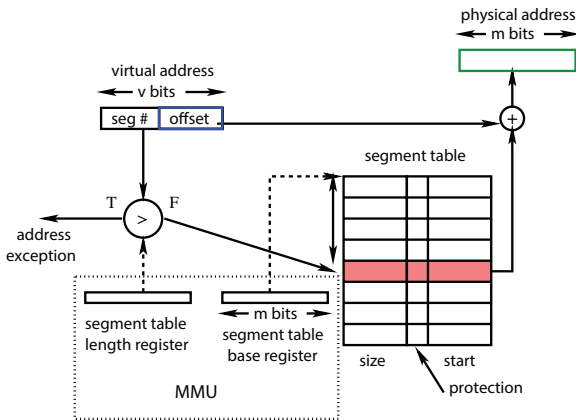 physical address
m bits
virtual address
v bits
seg #
offset
+
segment table
T
F
>
address
exception
m bits
segment table
length register
segment table
base register
MMU
size
start
protection